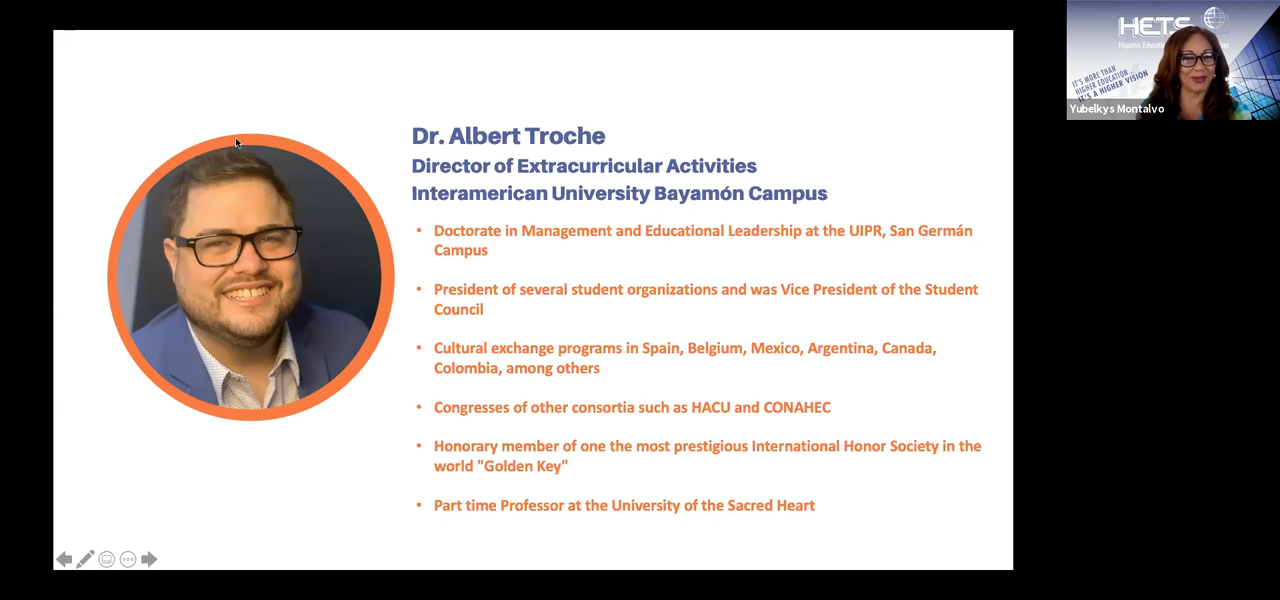 Dr. Albert Troche
Director of Extracurricular Activities
Interamerican University Bayamón Campus
• Doctorate in Management and Educational Leadership at the UIPR, San Germán
Campus
• President of several student organizations and was Vice President of the Student
Council
• Cultural exchange programs in Spain, Belgium, Mexico, Argentina, Canada,
Colombia, among others
• Congresses of other consortia such as HACU and CONAHEC
• Honorary member of one the most prestigious International Honor Society in the
world "Golden Key"
• Part time Professor at the University of the Sacred Heart
HETS
Hispanic
IT'S MORE THAN
HIGHER EDUCATION...
IT'S A HIGHER VISION
Yubelkys Montalvo